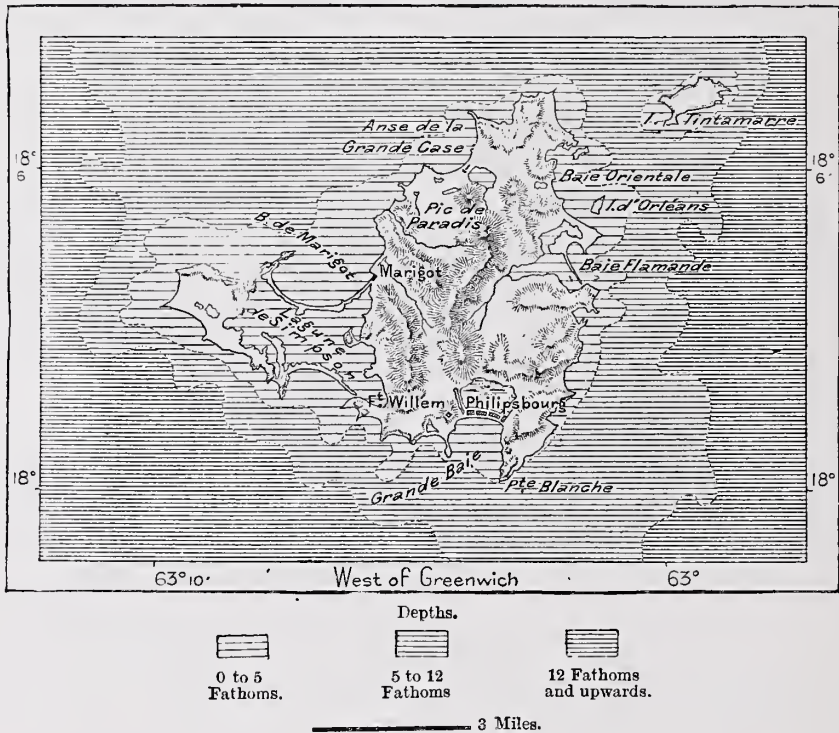 I. Tintamarre
Anse de la
Grande Case
18°
6
18°
6'
Baie Orientale
I. d'Orléans
Pic de
Paradis
B. de Marigot
Marigot
Baie Flamande
Lagune
de Simpson
Ft. Willem
Philipsbourg
18°
18°
Grande Baie
Pte. Blanche
63° 10'
West of Greenwich
63°
Depths.
0 to 5
Fathoms.
5 to 12
Fathoms
12 Fathoms
and upwards.
3 Miles.